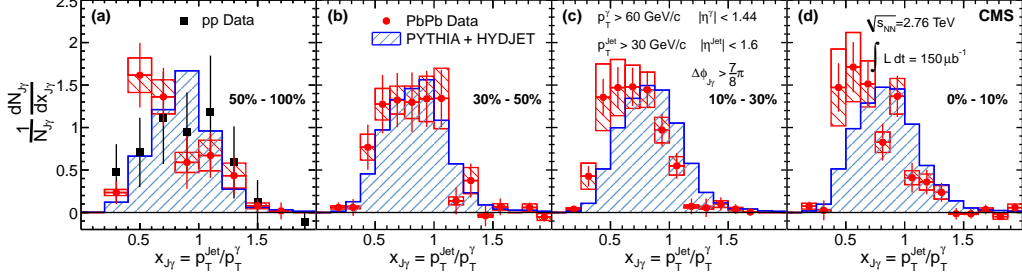 (a) pp Data
50% - 100%
(b) PbPb Data
PYTHIA + HYDJET
30% - 50%
(c) p_T^γ > 60 GeV/c |η^γ| < 1.44
p_T^Jet > 30 GeV/c |η^Jet| < 1.6
Δφ_Jγ > 7/8 π
10% - 30%
(d) CMS
√s_NN = 2.76 TeV
∫ L dt = 150 μb⁻¹
0% - 10%
1/N_Jγ dN_Jγ/dx_Jγ
2
1.5
1
0.5
0
0.5 1 1.5
0.5 1 1.5
0.5 1 1.5
0.5 1 1.5
x_Jγ = p_T^Jet/p_T^γ
x_Jγ = p_T^Jet/p_T^γ
x_Jγ = p_T^Jet/p_T^γ
x_Jγ = p_T^Jet/p_T^γ